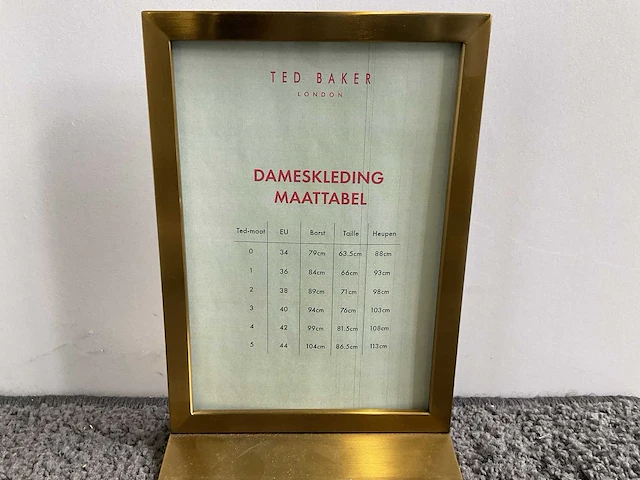 TED BAKER
LONDON
DAMESKLEDING
MAATTABEL
Ted-maat EU Borst Taille Heupen
0 34 79cm 63.5cm 88cm
1 36 84cm 66cm 93cm
2 38 89cm 71cm 98cm
3 40 94cm 76cm 103cm
4 42 99cm 81.5cm 108cm
5 44 104cm 86.5cm 113cm